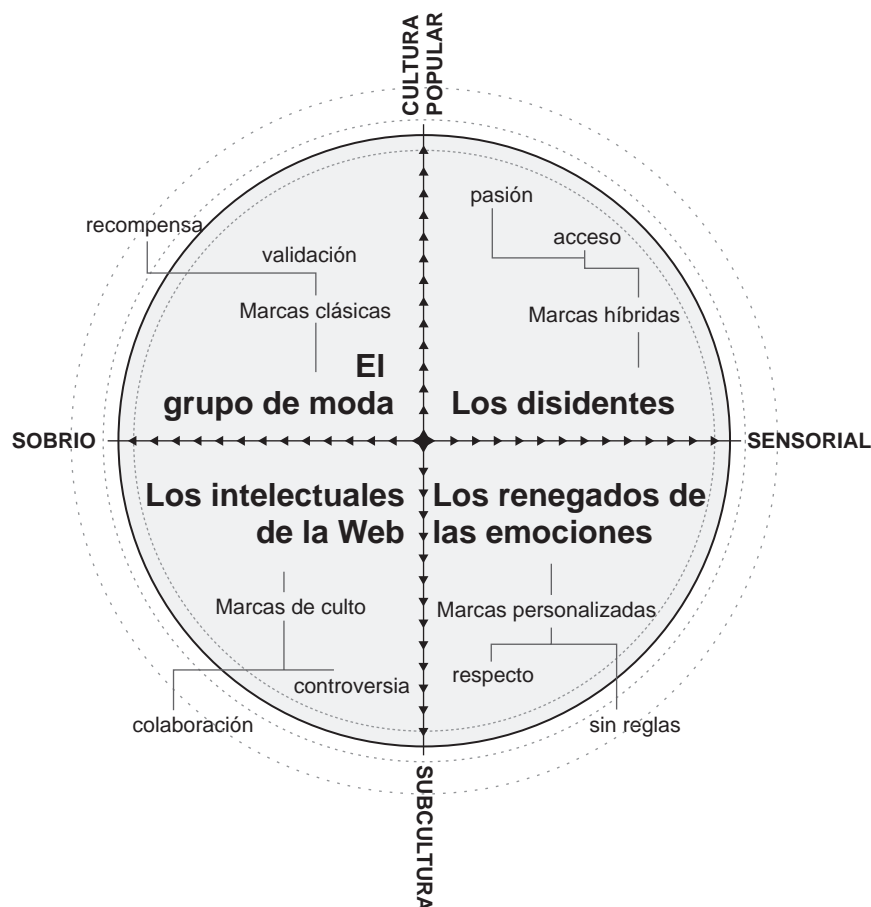 CULTURA
POPULAR
recompensa
validación
Marcas clásicas
El
grupo de moda
pasión
acceso
Marcas híbridas
Los disidentes
SOBRIO
SENSORIAL
Los intelectuales
de la Web
Marcas de culto
controversia
colaboración
Los renegados de
las emociones
Marcas personalizadas
respecto
sin reglas
SUBCULTURA